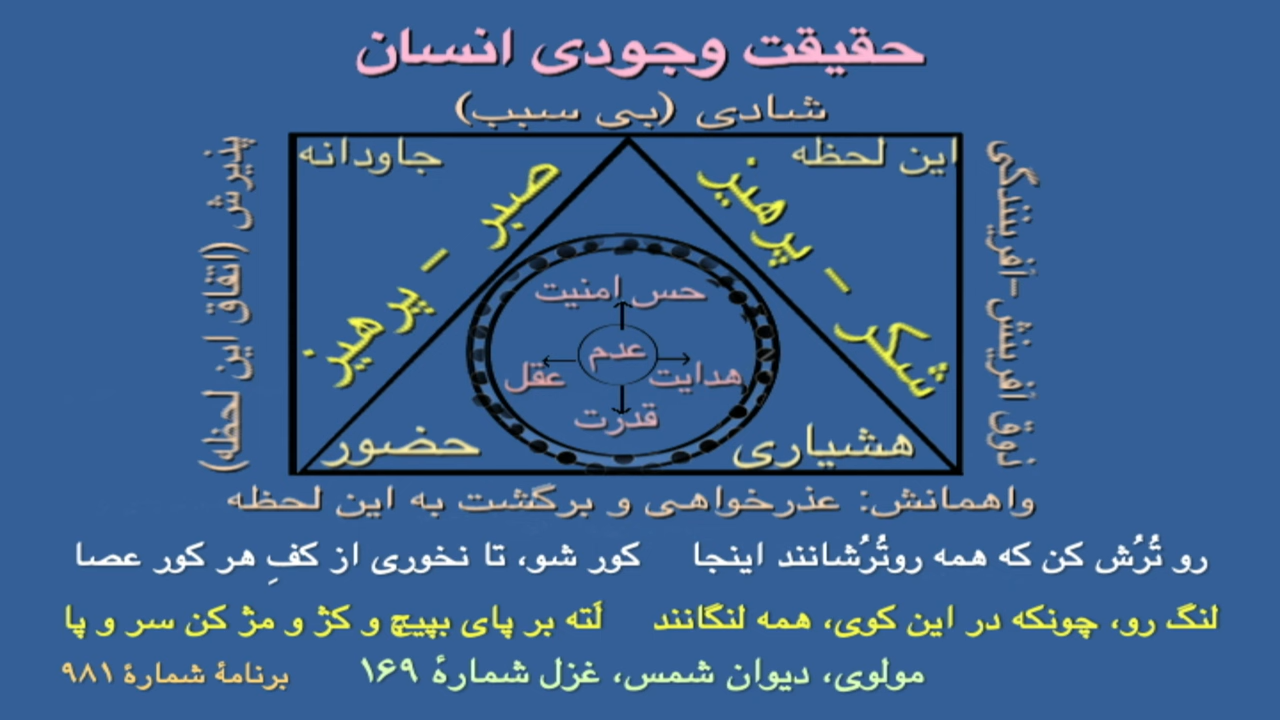 حقیقت وجودی انسان
شادی (بی سبب)
ذوق آفرینش -آفرینندگی
پذیرش (اتفاق این لحظه)
این لحظه
جاودانه
شکر - پرهیز
صبر - پرهیز
حس امنیت
عدم
هدایت
عقل
قدرت
هشیاری
حضور
واهمانش: عذرخواهی و برگشت به این لحظه
رو تُرُش کن که همه روتُرُشانند اینجا کور شو، تا نخوری از کفِ هر کور عصا
لنگ رو، چونکه در این کوی، همه لنگانند لَته بر پای بپیچ و کژ و مژ کن سر و پا
مولوی، دیوان شمس، غزل شمارهٔ ۱۶۹
برنامهٔ شمارهٔ ۹۸۱